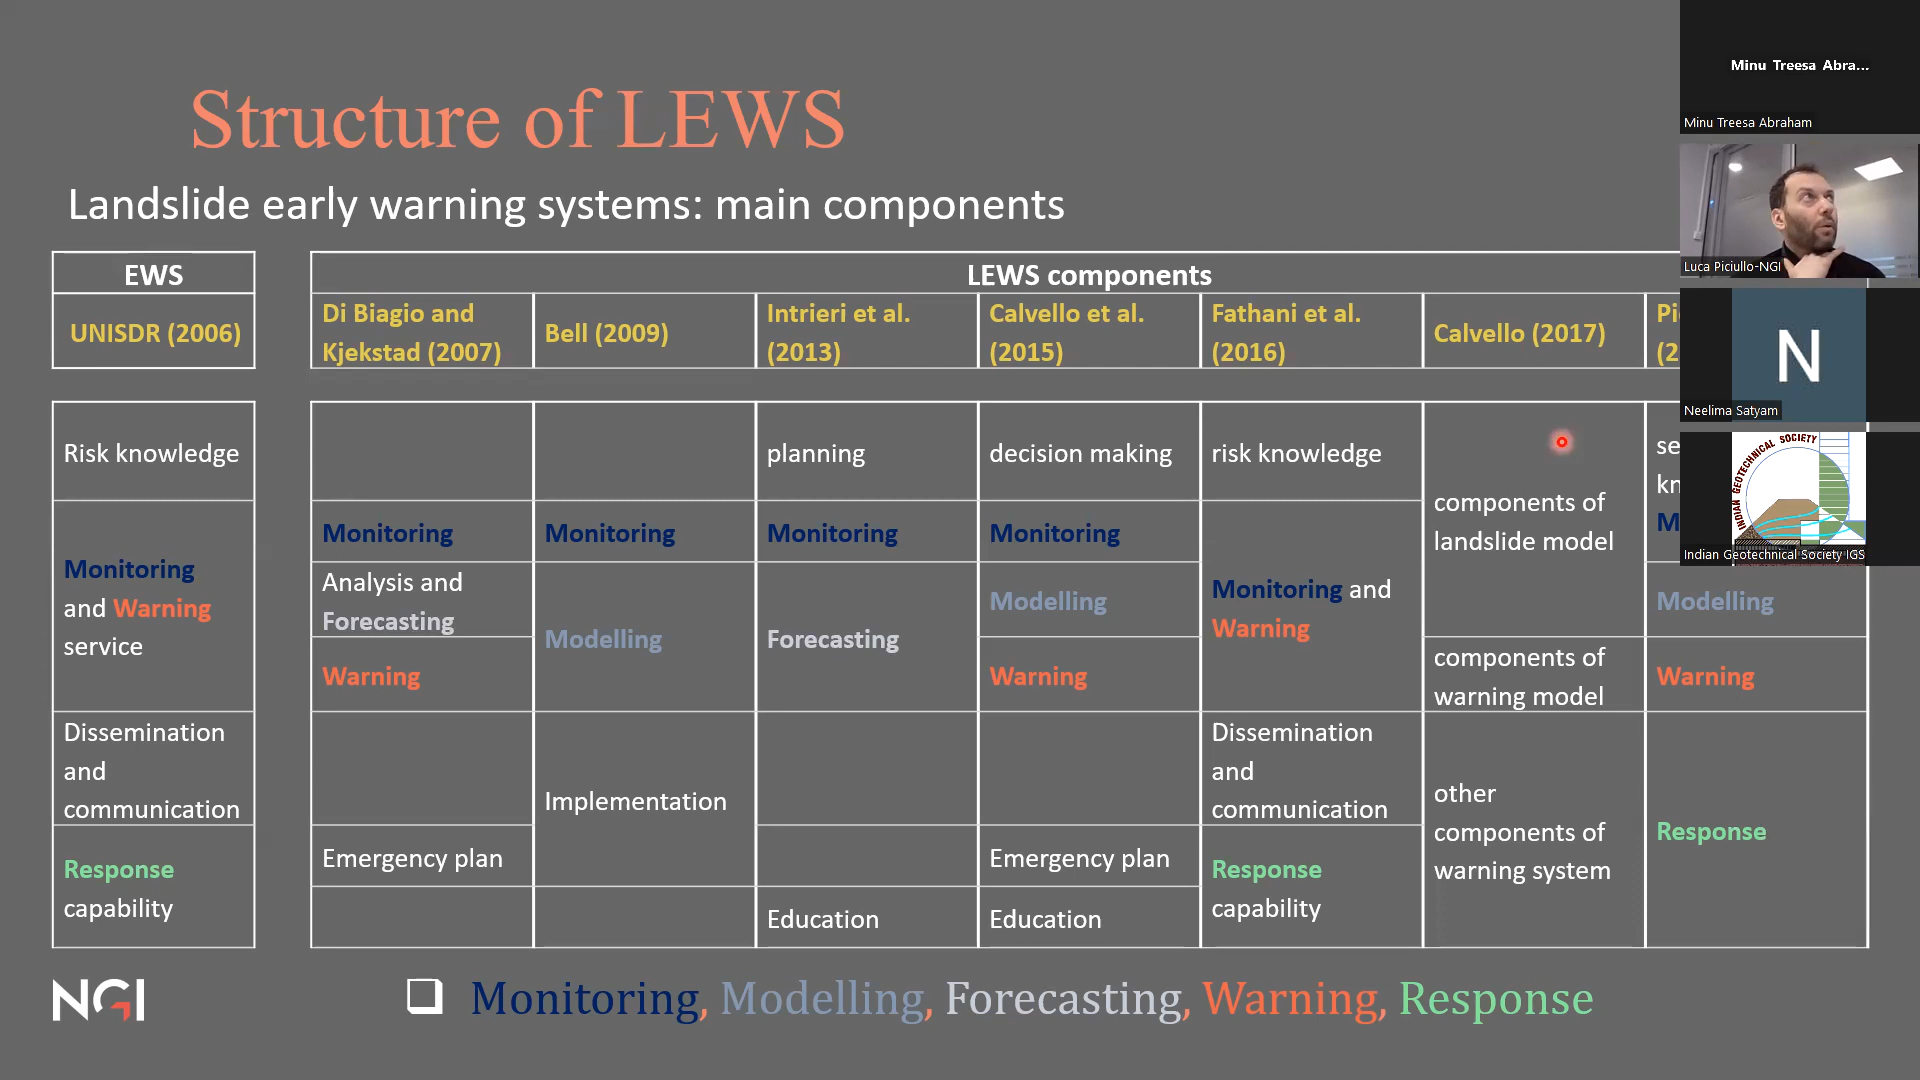 Structure of LEWS
Landslide early warning systems: main components
EWS
UNISDR (2006)
LEWS components
Di Biagio and
Kjekstad (2007)
Bell (2009)
Intrieri et al.
(2013)
Calvello et al.
(2015)
Fathani et al.
(2016)
Calvello (2017)
Risk knowledge
planning
decision making
risk knowledge
components of
landslide model
Monitoring
and Warning
service
Monitoring
Monitoring
Monitoring
Monitoring
Monitoring and
Warning
Analysis and
Forecasting
Modelling
Forecasting
Modelling
Modelling
Warning
Warning
components of
warning model
Warning
Dissemination
and
communication
Implementation
Dissemination
and
communication
other
components of
warning system
Response
Response
capability
Emergency plan
Emergency plan
Response
capability
Education
Education
NGI
Monitoring, Modelling, Forecasting, Warning, Response
Minu Treesa Abra...
Minu Treesa Abraham
Luca Piciullo-NGI
N
Neelima Satyam
INDIAN GEOTECHNICAL SOCIETY
Indian Geotechnical Society IGS